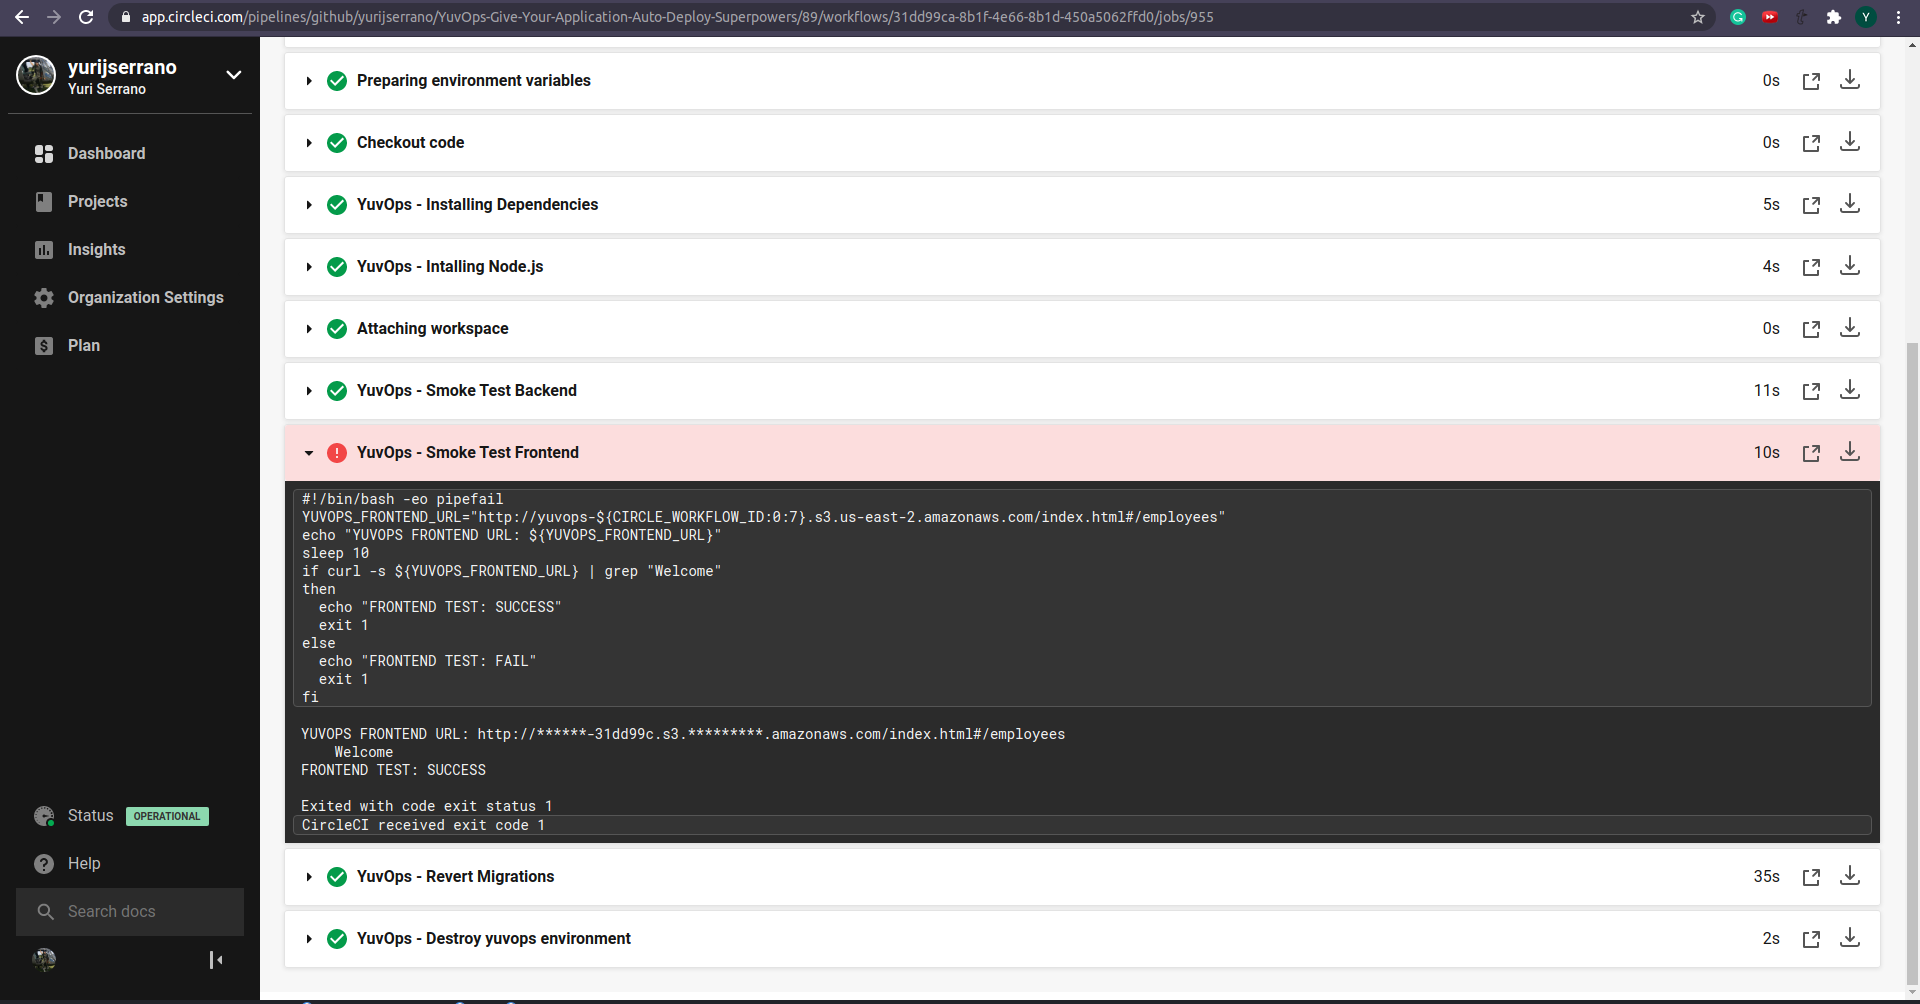 app.circleci.com/pipelines/github/yurijserrano/YuvOps-Give-Your-Application-Auto-Deploy-Superpowers/89/workflows/31dd99ca-8b1f-4e66-8b1d-450a5062ffd0/jobs/955
Y
yurijserrano
Yuri Serrano
Dashboard
Projects
Insights
Organization Settings
Plan
Status OPERATIONAL
Help
Search docs
Preparing environment variables 0s
Checkout code 0s
YuvOps - Installing Dependencies 5s
YuvOps - Intalling Node.js 4s
Attaching workspace 0s
YuvOps - Smoke Test Backend 11s
YuvOps - Smoke Test Frontend 10s
#!/bin/bash -eo pipefail
YUVOPS_FRONTEND_URL="http://yuvops-${CIRCLE_WORKFLOW_ID:0:7}.s3.us-east-2.amazonaws.com/index.html#/employees"
echo "YUVOPS FRONTEND URL: ${YUVOPS_FRONTEND_URL}"
sleep 10
if curl -s ${YUVOPS_FRONTEND_URL} | grep "Welcome"
then
  echo "FRONTEND TEST: SUCCESS"
  exit 1
else
  echo "FRONTEND TEST: FAIL"
  exit 1
fi
YUVOPS FRONTEND URL: http://******-31dd99c.s3.*********.amazonaws.com/index.html#/employees
    Welcome
FRONTEND TEST: SUCCESS
Exited with code exit status 1
CircleCI received exit code 1
YuvOps - Revert Migrations 35s
YuvOps - Destroy yuvops environment 2s